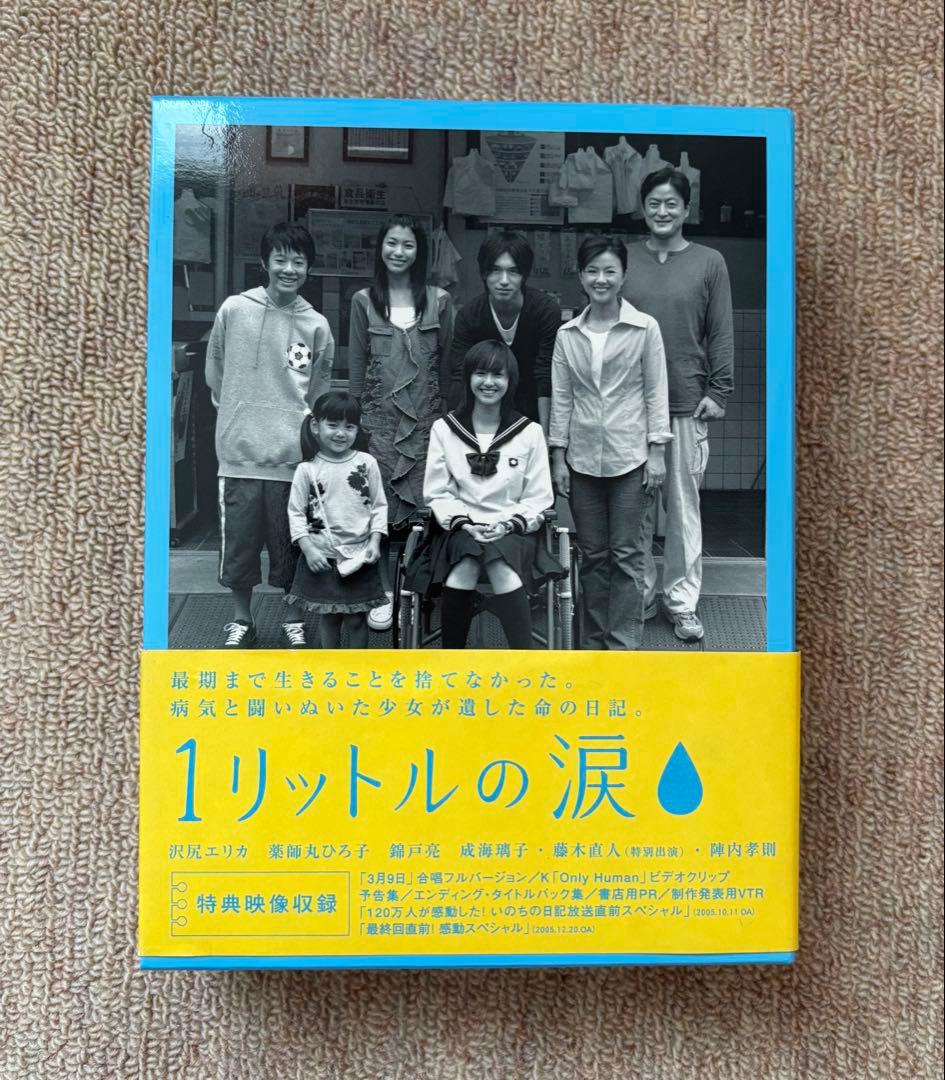 食品衛生
最期まで生きることを捨てなかった。
病気と闘いぬいた少女が遺した命の日記。
1リットルの涙
沢尻エリカ 薬師丸ひろ子 錦戸亮 成海璃子・藤木直人(特別出演)・陣内孝則
特典映像収録
「3月9日」合唱フルバージョン/K「Only Human」ビデオクリップ
予告集/エンディング・タイトルバック集/書店用PR/制作発表用VTR
「120万人が感動した!いのちの日記放送直前スペシャル」(2005.10.11 OA)
「最終回直前!感動スペシャル」(2005.12.20.OA)